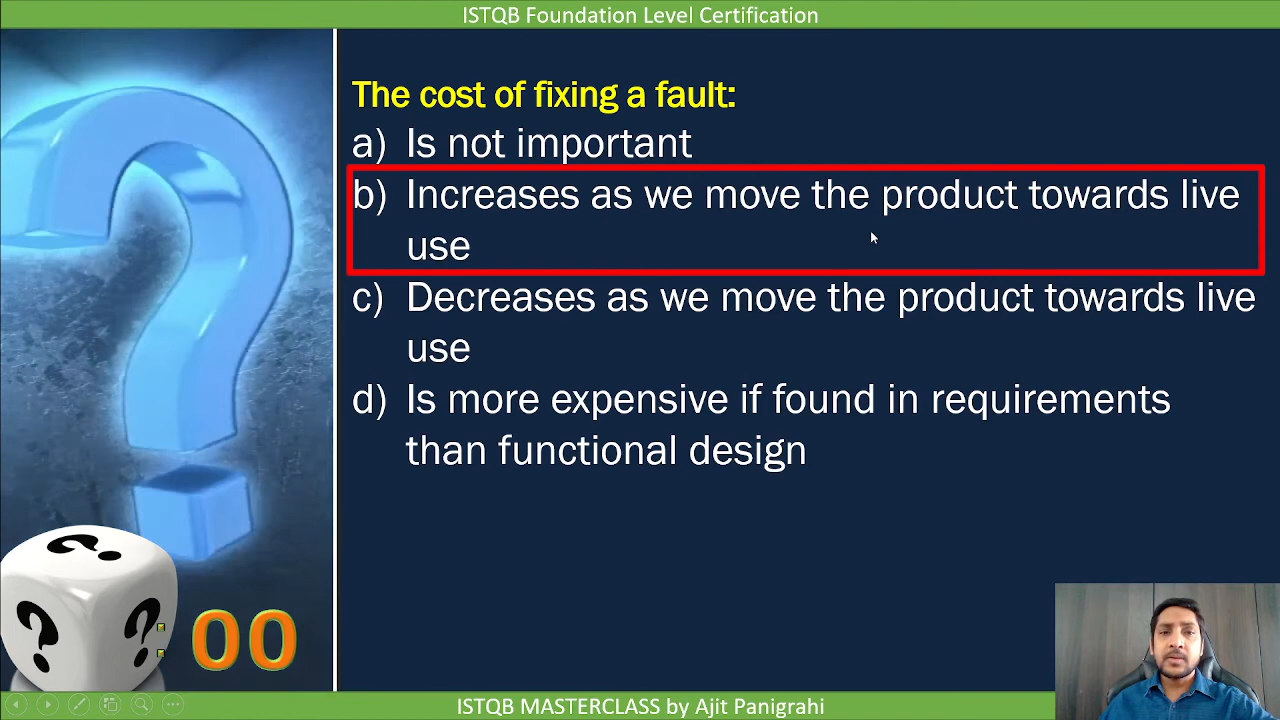 ISTQB Foundation Level Certification
The cost of fixing a fault:
a) Is not important
b) Increases as we move the product towards live
use
c) Decreases as we move the product towards live
use
d) Is more expensive if found in requirements
than functional design
00
ISTQB MASTERCLASS by Ajit Panigrahi